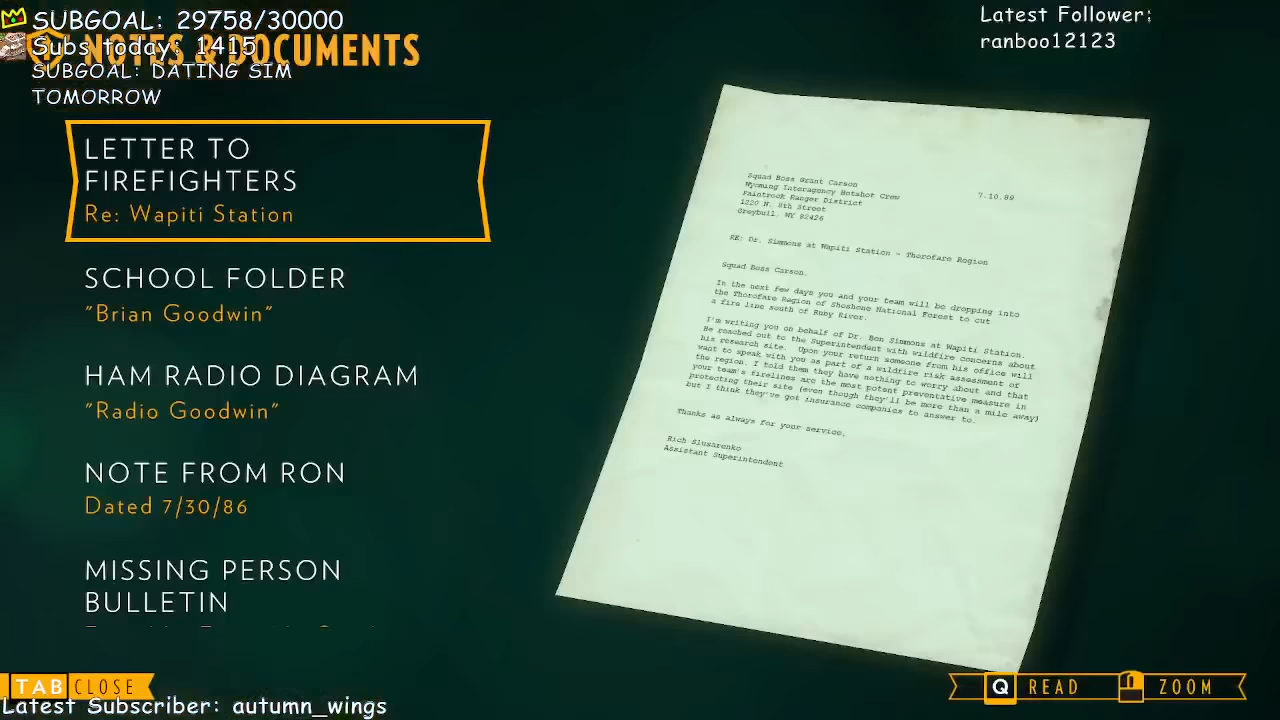 SUBGOAL: 29758/30000
Subs today: 1415
NOTES & DOCUMENTS
SUBGOAL: DATING SIM
TOMORROW
Latest Follower:
ranboo12123
LETTER TO
FIREFIGHTERS
Re: Wapiti Station
SCHOOL FOLDER
"Brian Goodwin"
HAM RADIO DIAGRAM
"Radio Goodwin"
NOTE FROM RON
Dated 7/30/86
MISSING PERSON
BULLETIN
Squad Boss Grant Carson
Wyoming Interagency Hotshot Crew
Paintrock Ranger District
1220 N. 8th Street
Greybull, WY 82426
7.10.89
RE: Dr. Simmons at Wapiti Station - Thorofare Region
Squad Boss Carson,
In the next few days you and your team will be dropping into
the Thorofare Region of Shoshone National Forest to cut
a fire line south of Ruby River.
I'm writing you on behalf of Dr. Ben Simmons at Wapiti Station.
He reached out to the Superintendent with wildfire concerns about
his research site. Upon your return someone from his office will
want to speak with you as part of a wildfire risk assessment of
the region. I told them they have nothing to worry about and that
your team's firelines are the most potent preventative measure in
protecting their site (even though they'll be more than a mile away)
but I think they've got insurance companies to answer to.
Thanks as always for your service,
Rich Slusarenko
Assistant Superintendent
TAB CLOSE
Q READ
ZOOM
Latest Subscriber: autumn_wings